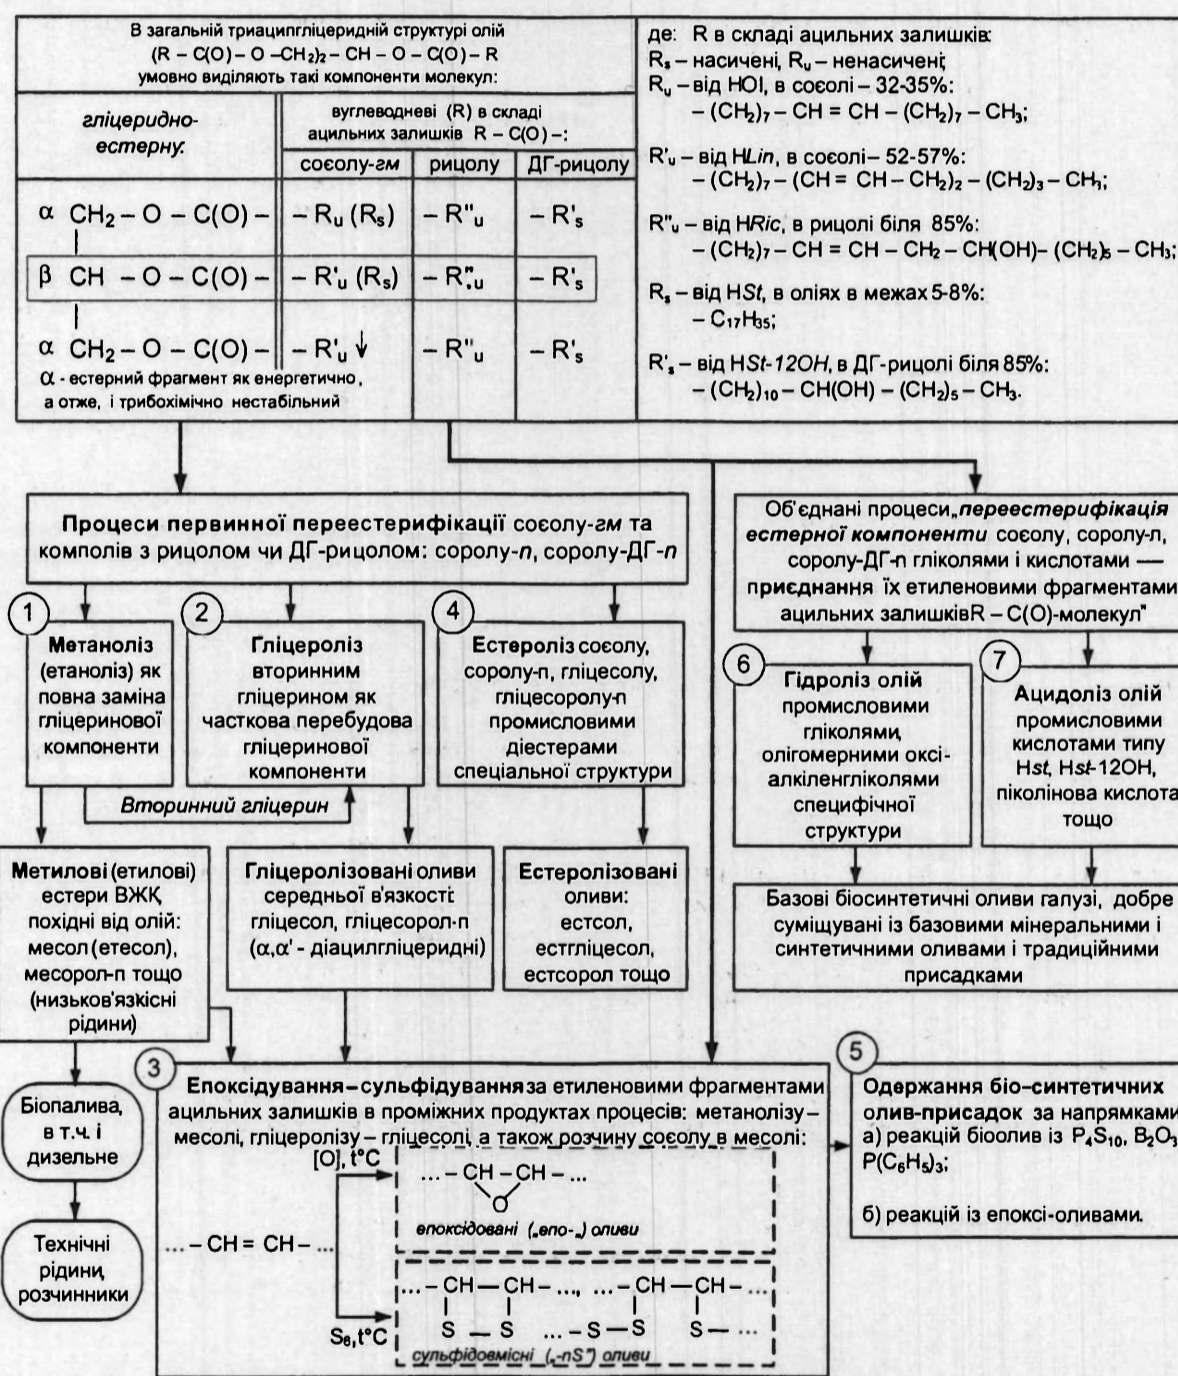 В загальній триаципгліцеридній структурі олій
(R – C(O) – O –CH₂)₂– CH – O – C(O) – R
умовно виділяють такі компоненти молекул:
гліцеридно-
естерну:
вуглеводневі (R) в складі
ацильних залишків R – C(O) –:
соєолу-гм
рицолу
ДГ-рицолу
α CH₂ – O – C(O) – – Rᵤ (Rₛ) – R"ᵤ – R'ₛ
β CH – O – C(O) – – R'ᵤ (Rₛ) – R"ᵤ – R'ₛ
α CH₂ – O – C(O) – – R'ᵤ ↓ – R"ᵤ – R'ₛ
α - естерний фрагмент як енергетично,
а отже, і трибохімічно нестабільний
де: R в складі ацильних залишків:
Rₛ – насичені, Rᵤ – ненасичені;
Rᵤ – від HOl, в соєолі – 32-35%:
– (CH₂)₇ – CH = CH – (CH₂)₇ – CH₃;
R'ᵤ – від HLin, в соєолі – 52-57%:
– (CH₂)₇ – (CH = CH – CH₂)₂ – (CH₂)₃ – CH₃;
R"ᵤ – від HRic, в рицолі біля 85%:
– (CH₂)₇ – CH = CH – CH₂ – CH(OH)– (CH₂)₅ – CH₃;
Rₛ – від HSt, в оліях в межах 5-8%:
– C₁₇H₃₅;
R'ₛ – від HSt-12OH, в ДГ-рицолі біля 85%:
– (CH₂)₁₀ – CH(OH) – (CH₂)₅ – CH₃.
Процеси первинної переестерифікації соєолу-гм та
комполів з рицолом чи ДГ-рицолом: соролу-п, соролу-ДГ-п
Об'єднані процеси „переестерифікація
естерної компоненти соєолу, соролу-п,
соролу-ДГ-п гліколями і кислотами —
приєднання їх етиленовими фрагментами
ацильних залишків R – C(O)-молекул"
1
Метаноліз
(етаноліз) як
повна заміна
гліцеринової
компоненти
2
Гліцероліз
вторинним
гліцерином як
часткова перебудова
гліцеринової
компоненти
4
Естероліз соєолу,
соролу-п, гліцесолу,
гліцесоролу-п
промисловими
діестерами
спеціальної структури
6
Гідроліз олій
промисловими
гліколями,
олігомерними оксі-
алкіленгліколями
специфічної
структури
7
Ацидоліз олій
промисловими
кислотами типу
Hst, Hst-12OH,
піколінова кислота
тощо
Вторинний гліцерин
Метилові (етилові)
естери ВЖК,
похідні від олій:
месол (етесол),
месорол-п тощо
(низьков'язкісні
рідини)
Гліцеролізовані оливи
середньої в'язкості:
гліцесол, гліцесорол-п
(α,α' - діацилгліцеридні)
Естеролізовані
оливи:
естсол,
естгліцесол,
естсорол тощо
Базові біосинтетичні оливи галузі, добре
суміщувані із базовими мінеральними і
синтетичними оливами і традиційними
присадками
Біопалива,
в т.ч. і
дизельне
Технічні
рідини,
розчинники
3
Епоксідування–сульфідування за етиленовими фрагментами
ацильних залишків в проміжних продуктах процесів: метанолізу –
месолі, гліцеролізу – гліцесолі, а також розчину соєолу в месолі:
[O], t°C
... – CH = CH – ...
... – CH — CH – ...
O
епоксідовані („епо-„) оливи
S₈, t°C
...– CH — CH – ..., ...– CH — CH – ...
S — S ... – S — S S — ...
сульфідовмісні („-nS") оливи
5
Одержання біо-синтетичних
олив-присадок за напрямками
а) реакцій біоолив із P₄S₁₀, B₂O₃
P(C₆H₅)₃;
б) реакцій із епоксі-оливами.